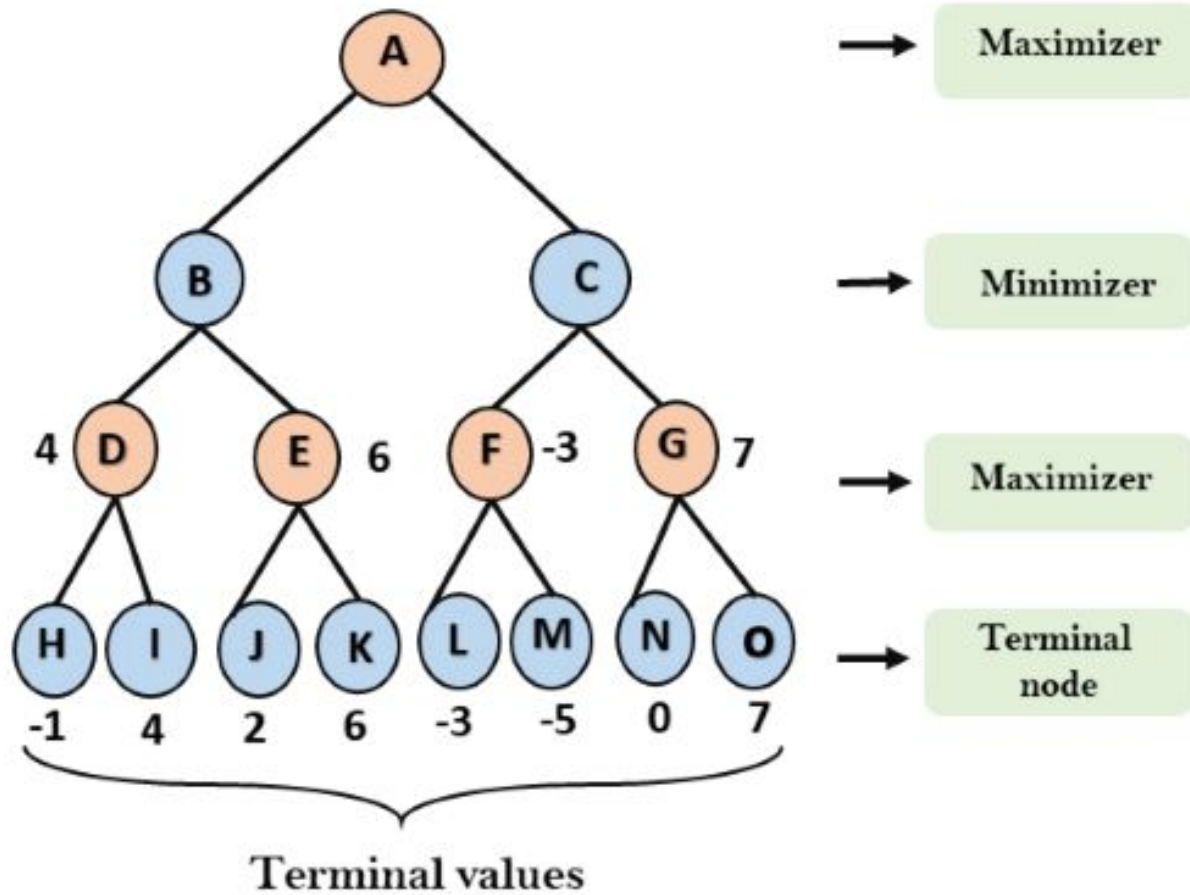 A
Maximizer
B
C
Minimizer
4 D
E 6
F -3
G 7
Maximizer
H I J K L M N O
Terminal
node
-1 4 2 6 -3 -5 0 7
Terminal values